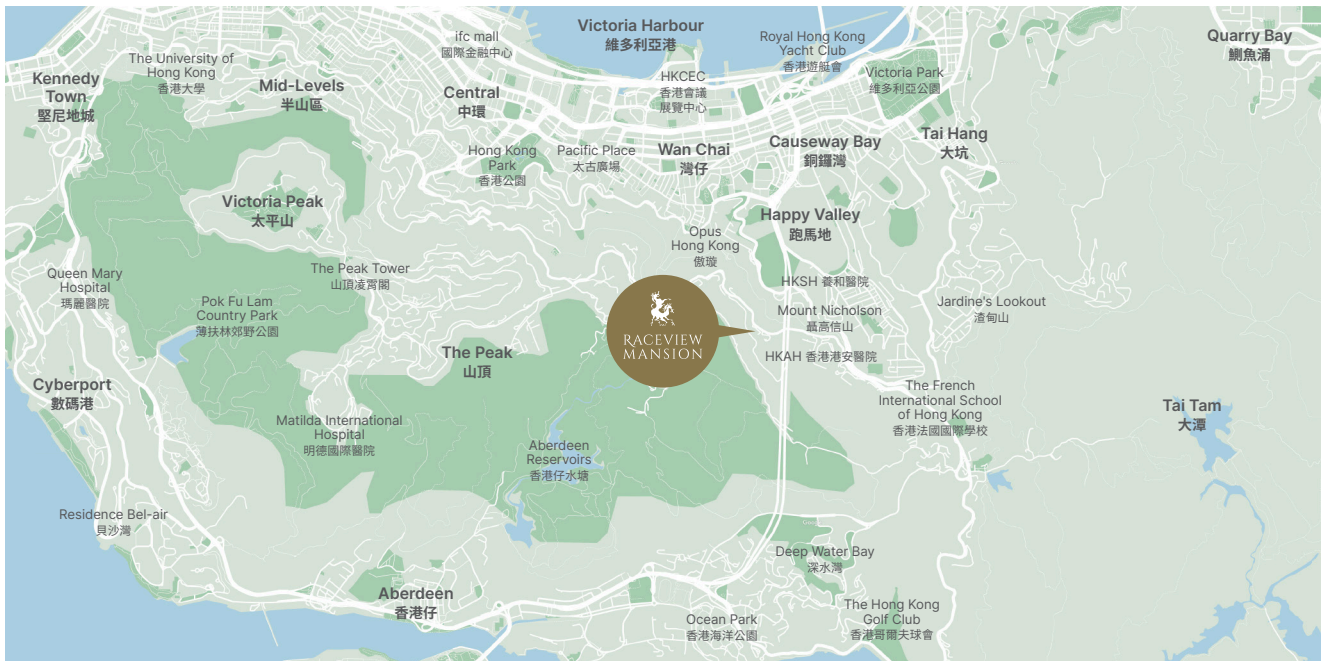 ifc mall
國際金融中心
Victoria Harbour
維多利亞港
Royal Hong Kong
Yacht Club
香港遊艇會
Quarry Bay
鰂魚涌
The University of
Hong Kong
香港大學
Kennedy
Town
堅尼地城
Mid-Levels
半山區
Central
中環
HKCEC
香港會議
展覽中心
Victoria Park
維多利亞公園
Tai Hang
大坑
Hong Kong
Park
香港公園
Pacific Place
太古廣場
Wan Chai
灣仔
Causeway Bay
銅鑼灣
Victoria Peak
太平山
Happy Valley
跑馬地
Opus
Hong Kong
傲璇
Queen Mary
Hospital
瑪麗醫院
The Peak Tower
山頂凌霄閣
HKSH 養和醫院
Pok Fu Lam
Country Park
薄扶林郊野公園
Mount Nicholson
聶高信山
Jardine's Lookout
渣甸山
RACEVIEW
MANSION
The Peak
山頂
HKAH 香港港安醫院
Cyberport
數碼港
The French
International School
of Hong Kong
香港法國國際學校
Tai Tam
大潭
Matilda International
Hospital
明德國際醫院
Aberdeen
Reservoirs
香港仔水塘
Residence Bel-air
貝沙灣
Deep Water Bay
深水灣
Aberdeen
香港仔
Ocean Park
香港海洋公園
The Hong Kong
Golf Club
香港哥爾夫球會